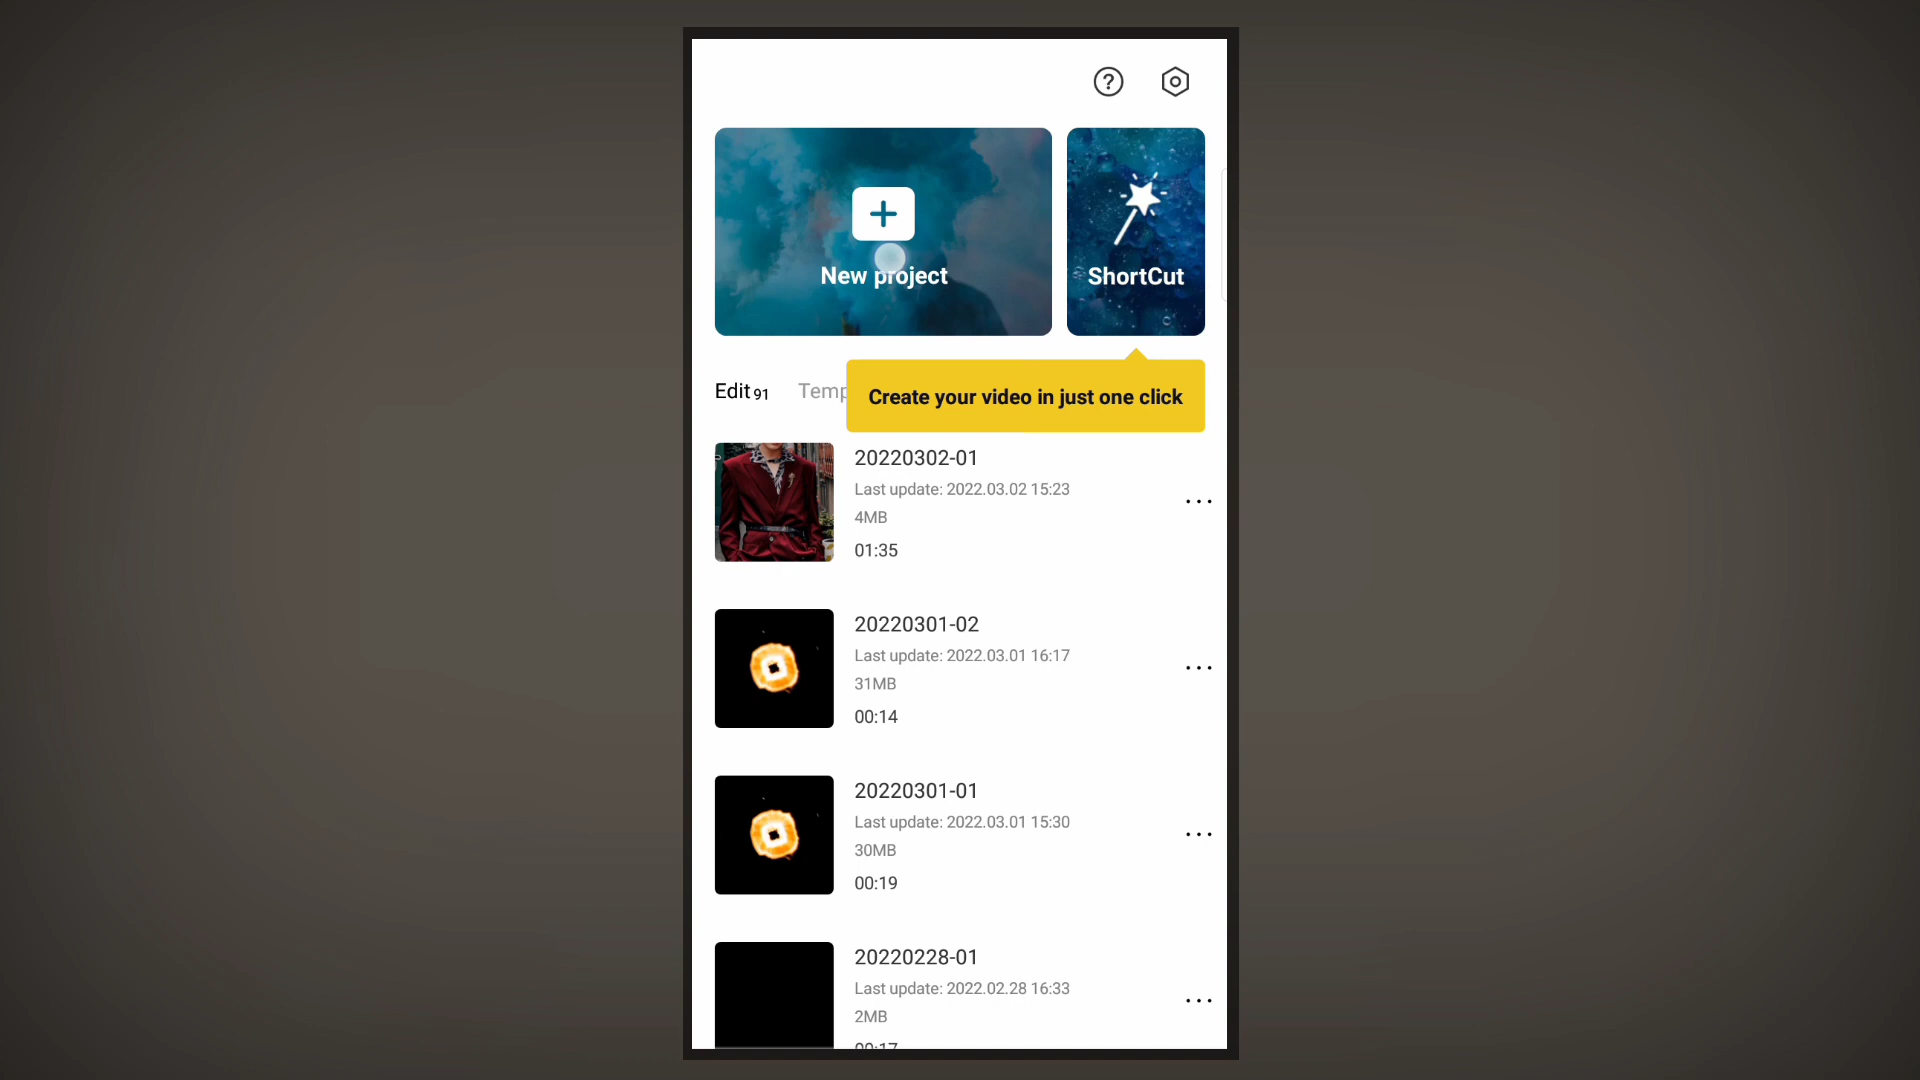 New project
ShortCut
Edit 91
Temp
Create your video in just one click
20220302-01
Last update: 2022.03.02 15:23
4MB
01:35
20220301-02
Last update: 2022.03.01 16:17
31MB
00:14
20220301-01
Last update: 2022.03.01 15:30
30MB
00:19
20220228-01
Last update: 2022.02.28 16:33
2MB
00:17